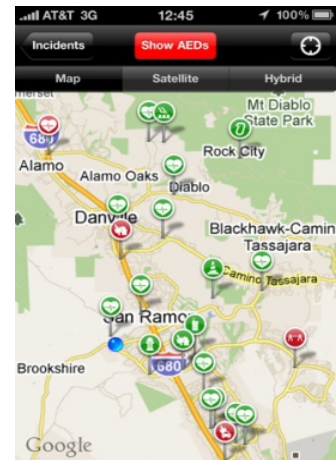 AT&T 3G 12:45 100%
Incidents Show AEDs
Map Satellite Hybrid
Mt Diablo
State Park
680
Rock City
Alamo
Alamo Oaks
Diablo
Danville
Blackhawk-Camin
Tassajara
Camino Tassajara
San Ramon
680
Brookshire
Google